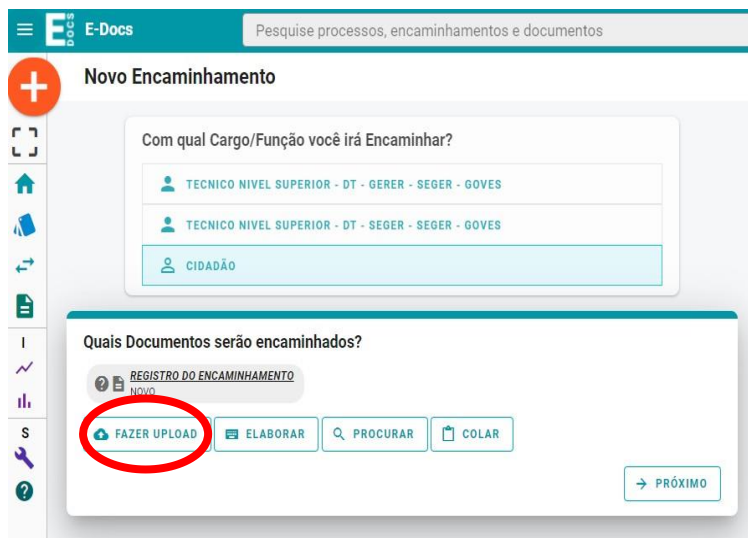 E DOCS
E-Docs
Pesquise processos, encaminhamentos e documentos
Novo Encaminhamento
Com qual Cargo/Função você irá Encaminhar?
TECNICO NIVEL SUPERIOR - DT - GERER - SEGER - GOVES
TECNICO NIVEL SUPERIOR - DT - SEGER - SEGER - GOVES
CIDADÃO
I
S
Quais Documentos serão encaminhados?
REGISTRO DO ENCAMINHAMENTO
NOVO
FAZER UPLOAD
ELABORAR
PROCURAR
COLAR
PRÓXIMO